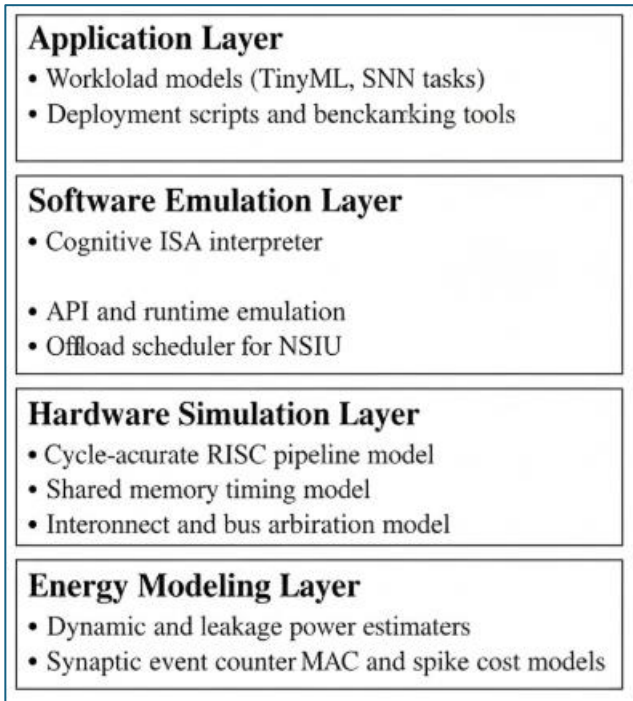 Application Layer
• Worklolad models (TinyML, SNN tasks)
• Deployment scripts and benckamking tools
Software Emulation Layer
• Cognitive ISA interpreter
• API and runtime emulation
• Offload scheduler for NSIU
Hardware Simulation Layer
• Cycle-acurate RISC pipeline model
• Shared memory timing model
• Interonnect and bus arbiration model
Energy Modeling Layer
• Dynamic and leakage power estimaters
• Synaptic event counter MAC and spike cost models